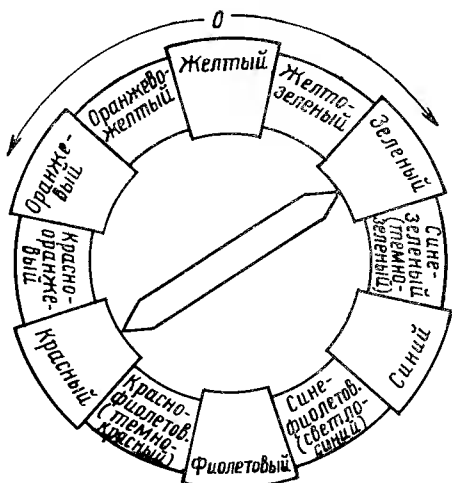 О
Желтый
Желто-
зеленый
Зеленый
Сине-
Зеленый
(темно-
зеленый)
Синий
Сине-
фиолетов.
(светло-
синий)
Фиолетовый
Красно-
фиолетов.
(темно-
красный)
Красный
Красно-
оранже-
вый
Оранже-
вый
Оранжево-
желтый